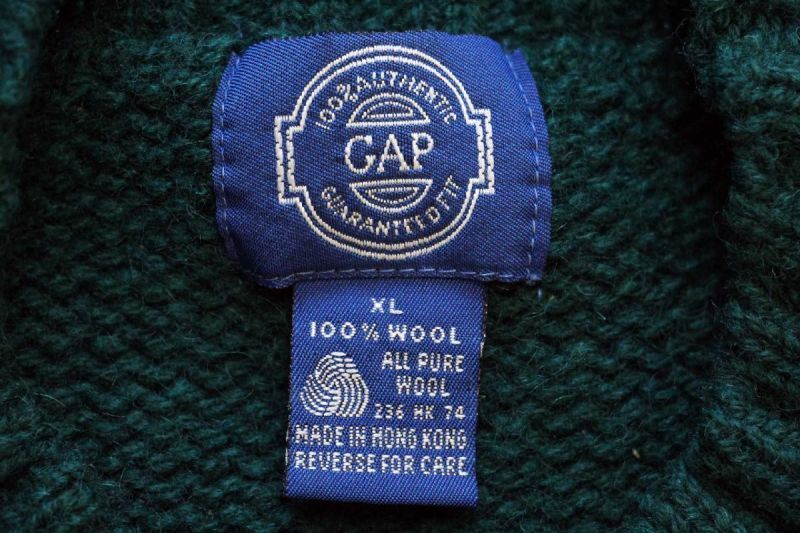 100% AUTHENTIC
GAP
GUARANTEED FIT
XL
100% WOOL
ALL PURE
WOOL
236 HK 74
MADE IN HONG KONG
REVERSE FOR CARE